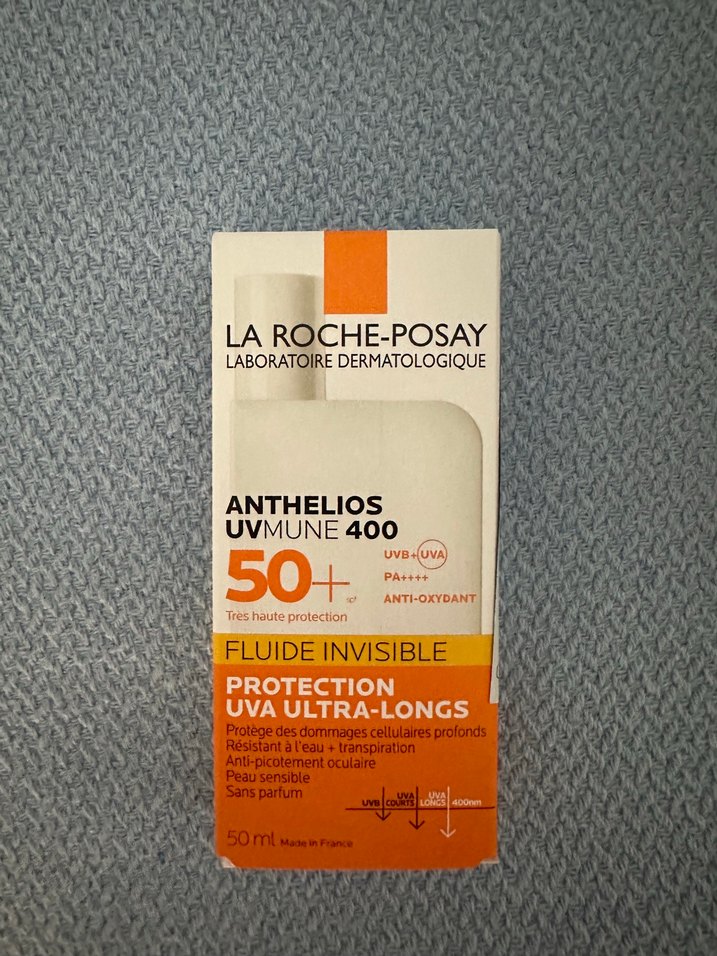 LA ROCHE-POSAY
LABORATOIRE DERMATOLOGIQUE
ANTHELIOS
UVMUNE 400
50+
Très haute protection
UVB+UVA
PA++++
ANTI-OXYDANT
FLUIDE INVISIBLE
PROTECTION
UVA ULTRA-LONGS
Protège des dommages cellulaires profonds
Résistant à l'eau + transpiration
Anti-picotement oculaire
Peau sensible
Sans parfum
UVB
UVA COURTS
UVA LONGS
400nm
50 ml Made in France